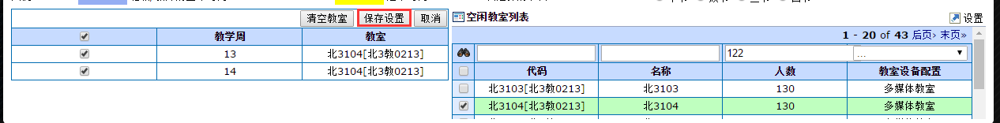 清空教室 保存设置 取消
教学周 教室
13 北3104[北3教0213]
14 北3104[北3教0213]
空闲教室列表 设置
1 - 20 of 43 后页› 末页»
122 ...
代码 名称 人数 教室设备配置
北3103[北3教0213] 北3103 130 多媒体教室
北3104[北3教0213] 北3104 130 多媒体教室